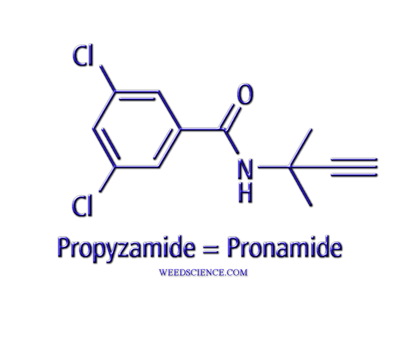 Cl
O
N
H
Cl
Propyzamide = Pronamide
WEEDSCIENCE.COM